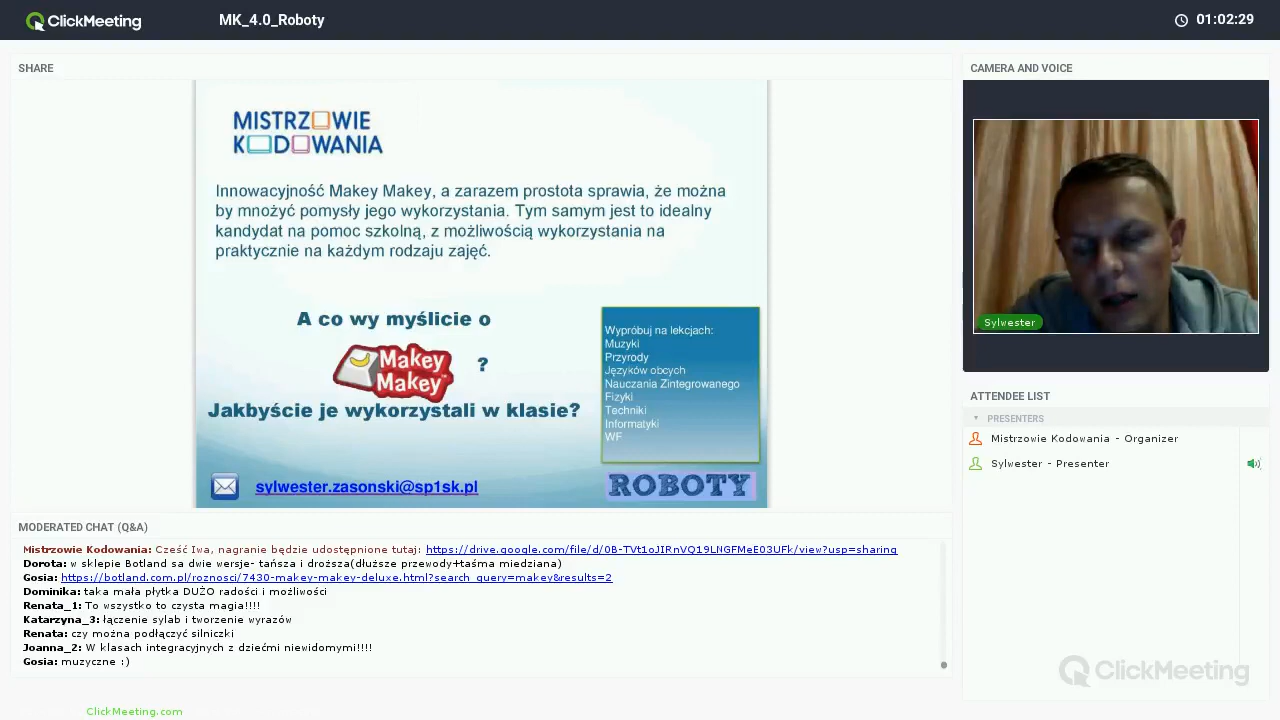 ClickMeeting
MK_4.0_Roboty
01:02:29
SHARE
MISTRZOWIE
KODOWANIA
Innowacyjność Makey Makey, a zarazem prostota sprawia, że można
by mnożyć pomysły jego wykorzystania. Tym samym jest to idealny
kandydat na pomoc szkolną, z możliwością wykorzystania na
praktycznie na każdym rodzaju zajęć.
A co wy myślicie o
Makey
Makey™
?
Jakbyście je wykorzystali w klasie?
Wypróbuj na lekcjach:
Muzyki
Przyrody
Języków obcych
Nauczania Zintegrowanego
Fizyki
Techniki
Informatyki
WF
sylwester.zasonski@sp1sk.pl
ROBOTY
CAMERA AND VOICE
Sylwester
ATTENDEE LIST
PRESENTERS
Mistrzowie Kodowania - Organizer
Sylwester - Presenter
MODERATED CHAT (Q&A)
Mistrzowie Kodowania: Cześć Iwa, nagranie będzie udostępnione tutaj: https://drive.google.com/file/d/0B-TVt1oJIRnVQ19LNGFMeE03UFk/view?usp=sharing
Dorota: w sklepie Botland sa dwie wersje- tańsza i droższa(dłuższe przewody+taśma miedziana)
Gosia: https://botland.com.pl/roznosci/7430-makey-makey-deluxe.html?search_query=makey&results=2
Dominika: taka mała płytka DUŻO radości i możliwości
Renata_1: To wszystko to czysta magia!!!!
Katarzyna_3: łączenie sylab i tworzenie wyrazów
Renata: czy można podłączyć silniczki
Joanna_2: W klasach integracyjnych z dziećmi niewidomymi!!!!
Gosia: muzyczne :)
ClickMeeting
ClickMeeting.com